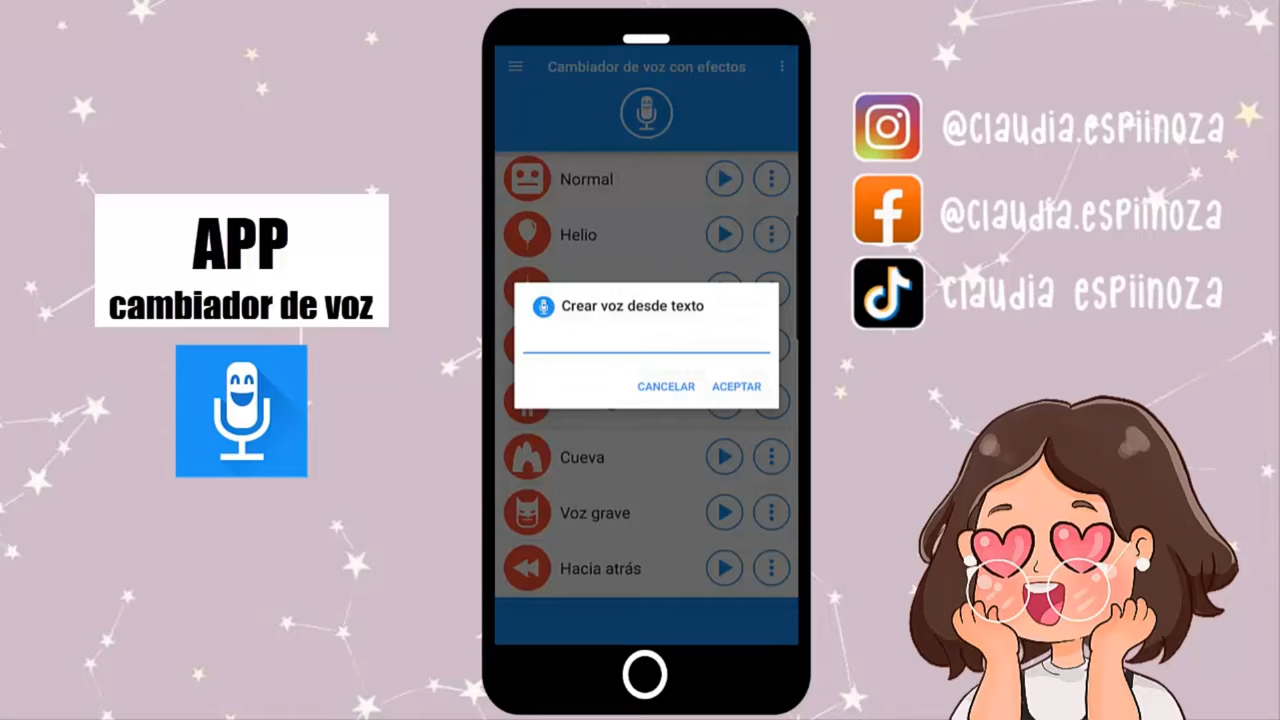 APP
cambiador de voz
Cambiador de voz con efectos
Normal
Helio
Crear voz desde texto
CANCELAR ACEPTAR
Cueva
Voz grave
Hacia atrás
@claudia.espiinoza
@claudia.espiinoza
claudia espiinoza